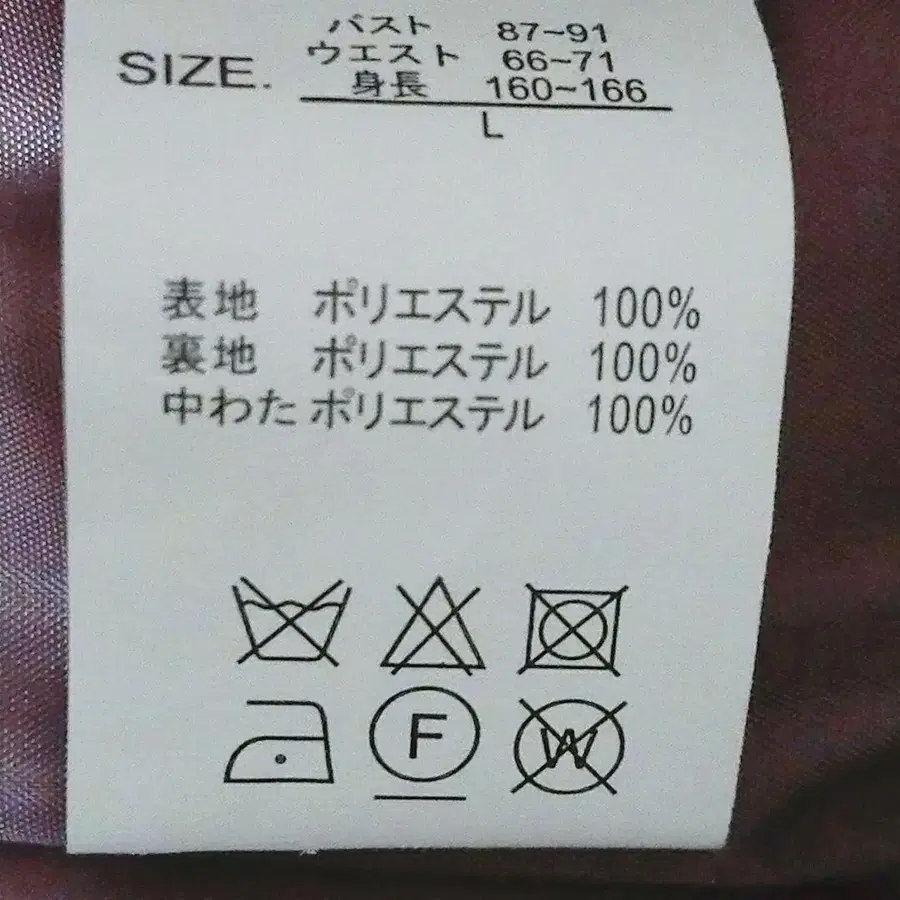 バスト 87~91
SIZE. ウエスト 66~71
身長 160~166
L
表地 ポリエステル 100%
裏地 ポリエステル 100%
中わた ポリエステル 100%
F W